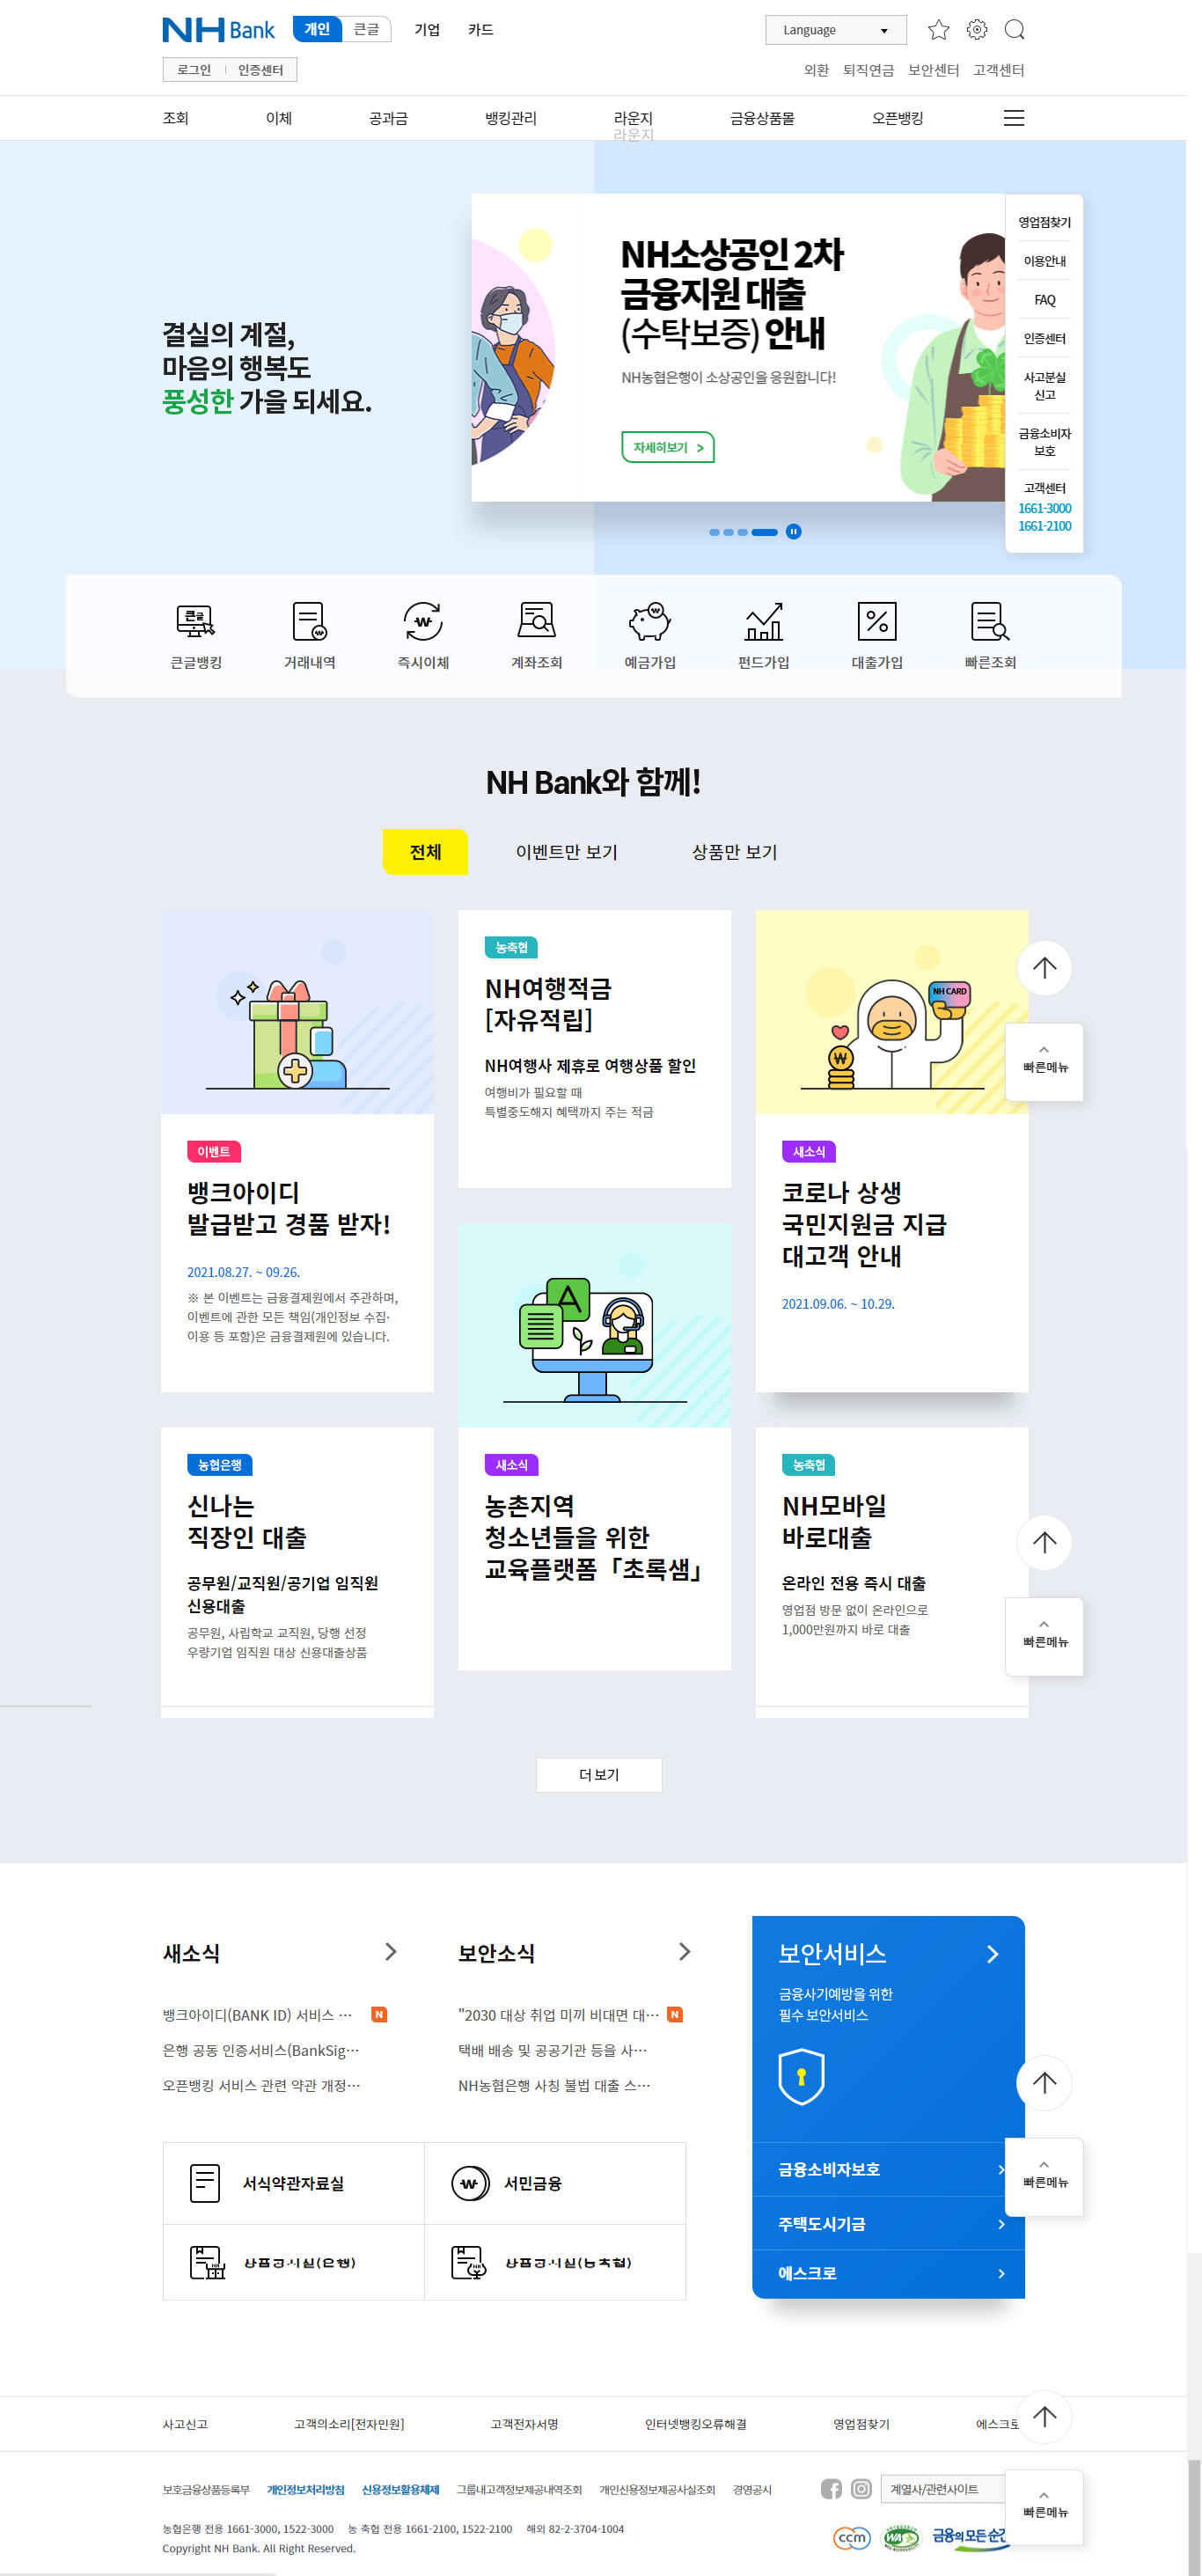 NH Bank 개인 큰글 기업 카드 Language
로그인 인증센터 외환 퇴직연금 보안센터 고객센터
조회 이체 공과금 뱅킹관리 라운지 금융상품몰 오픈뱅킹
라운지
결실의 계절,
마음의 행복도
풍성한 가을 되세요.
NH소상공인 2차
금융지원 대출
(수탁보증) 안내
NH농협은행이 소상공인을 응원합니다!
자세히보기 >
영업점찾기
이용안내
FAQ
인증센터
사고분실
신고
금융소비자
보호
고객센터
1661-3000
1661-2100
큰글
큰글뱅킹 거래내역 즉시이체 계좌조회 예금가입 펀드가입 대출가입 빠른조회
NH Bank와 함께!
전체 이벤트만 보기 상품만 보기
이벤트
뱅크아이디
발급받고 경품 받자!
2021.08.27. ~ 09.26.
※ 본 이벤트는 금융결제원에서 주관하며,
이벤트에 관한 모든 책임(개인정보 수집·
이용 등 포함)은 금융결제원에 있습니다.
농축협
NH여행적금
[자유적립]
NH여행사 제휴로 여행상품 할인
여행비가 필요할 때
특별중도해지 혜택까지 주는 적금
NH CARD
새소식
코로나 상생
국민지원금 지급
대고객 안내
2021.09.06. ~ 10.29.
빠른메뉴
농협은행
신나는
직장인 대출
공무원/교직원/공기업 임직원
신용대출
공무원, 사립학교 교직원, 당행 선정
우량기업 임직원 대상 신용대출상품
A
새소식
농촌지역
청소년들을 위한
교육플랫폼「초록샘」
농축협
NH모바일
바로대출
온라인 전용 즉시 대출
영업점 방문 없이 온라인으로
1,000만원까지 바로 대출
빠른메뉴
더 보기
새소식
뱅크아이디(BANK ID) 서비스 ··· N
은행 공동 인증서비스(BankSig···
오픈뱅킹 서비스 관련 약관 개정···
보안소식
"2030 대상 취업 미끼 비대면 대··· N
택배 배송 및 공공기관 등을 사···
NH농협은행 사칭 불법 대출 스···
보안서비스
금융사기예방을 위한
필수 보안서비스
금융소비자보호
주택도시기금
에스크로
빠른메뉴
서식약관자료실 서민금융
상품공시실(은행) 상품공시실(농축협)
사고신고 고객의소리[전자민원] 고객전자서명 인터넷뱅킹오류해결 영업점찾기 에스크로
보호금융상품등록부 개인정보처리방침 신용정보활용체제 그룹내고객정보제공내역조회 개인신용정보제공사실조회 경영공시 계열사/관련사이트
빠른메뉴
농협은행 전용 1661-3000, 1522-3000 농 축협 전용 1661-2100, 1522-2100 해외 82-2-3704-1004
Copyright NH Bank. All Right Reserved.
ccm WA 금융의 모든 순간